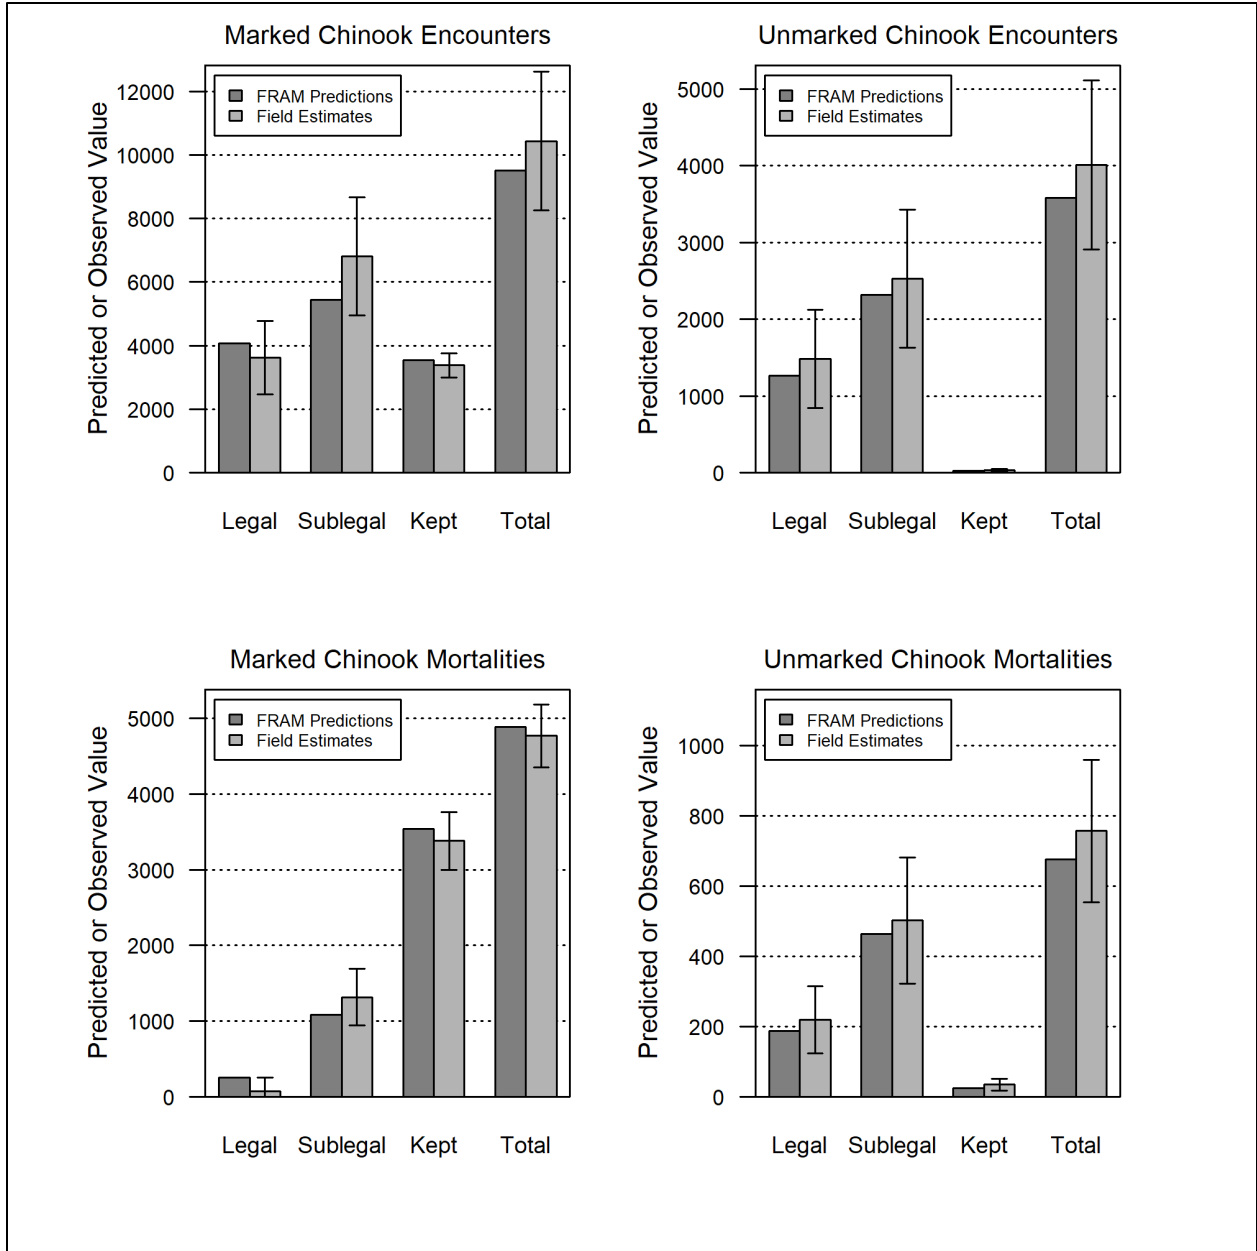 Marked Chinook Encounters
Predicted or Observed Value
FRAM Predictions
Field Estimates
12000
10000
8000
6000
4000
2000
0
Legal Sublegal Kept Total
Unmarked Chinook Encounters
Predicted or Observed Value
FRAM Predictions
Field Estimates
5000
4000
3000
2000
1000
0
Legal Sublegal Kept Total
Marked Chinook Mortalities
Predicted or Observed Value
FRAM Predictions
Field Estimates
5000
4000
3000
2000
1000
0
Legal Sublegal Kept Total
Unmarked Chinook Mortalities
Predicted or Observed Value
FRAM Predictions
Field Estimates
1000
800
600
400
200
0
Legal Sublegal Kept Total